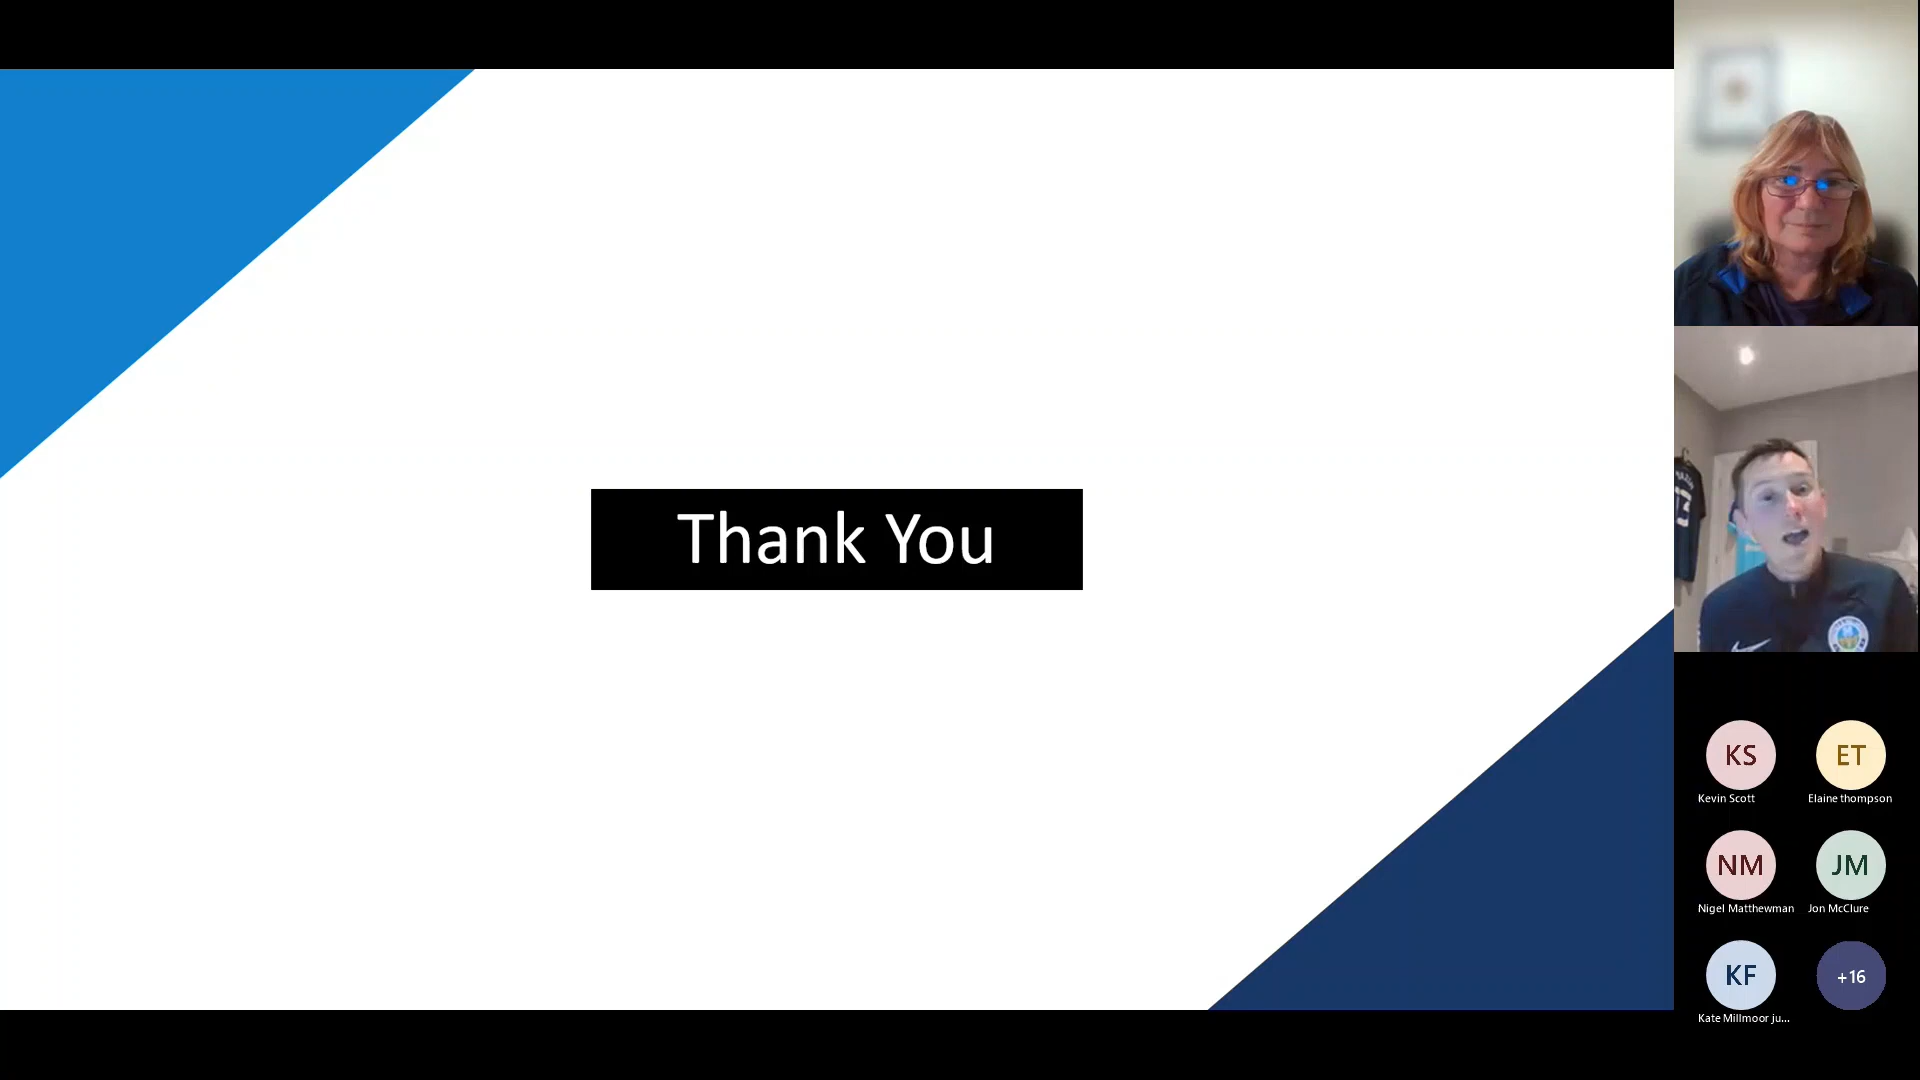 Thank You
KS
ET
Kevin Scott
Elaine thompson
NM
JM
Nigel Matthewman
Jon McClure
KF
+16
Kate Millmoor ju...